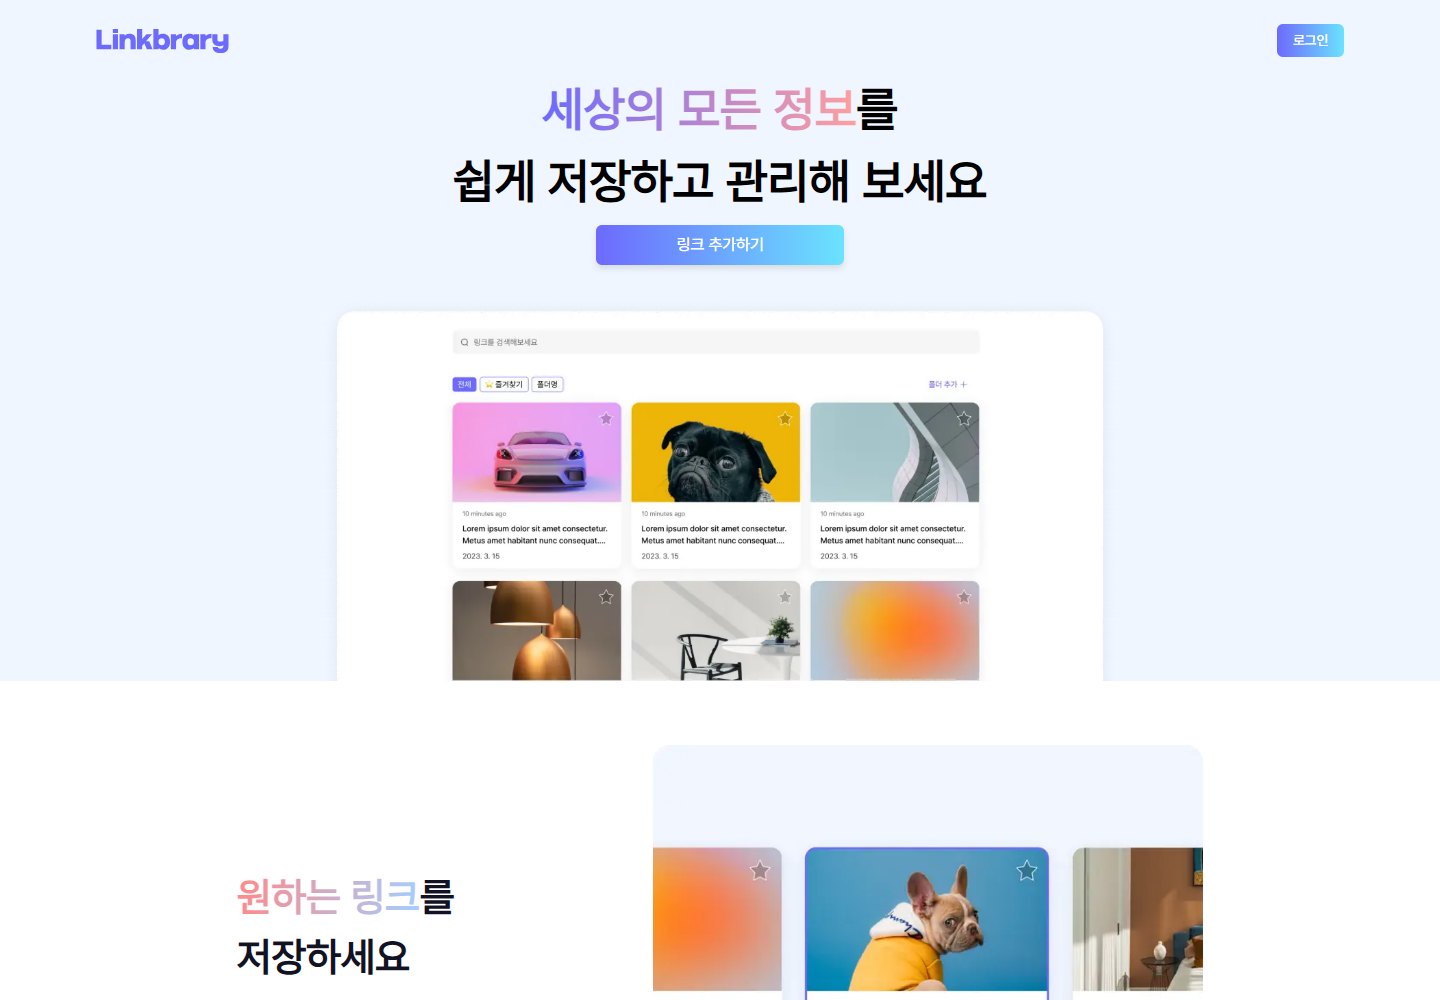 Linkbrary
로그인
세상의 모든 정보를
쉽게 저장하고 관리해 보세요
링크 추가하기
링크를 검색해보세요
전체
⭐ 즐겨찾기
폴더명
폴더 추가 +
10 minutes ago
Lorem ipsum dolor sit amet consectetur.
Metus amet habitant nunc consequat....
2023. 3. 15
10 minutes ago
Lorem ipsum dolor sit amet consectetur.
Metus amet habitant nunc consequat....
2023. 3. 15
10 minutes ago
Lorem ipsum dolor sit amet consectetur.
Metus amet habitant nunc consequat....
2023. 3. 15
원하는 링크를
저장하세요